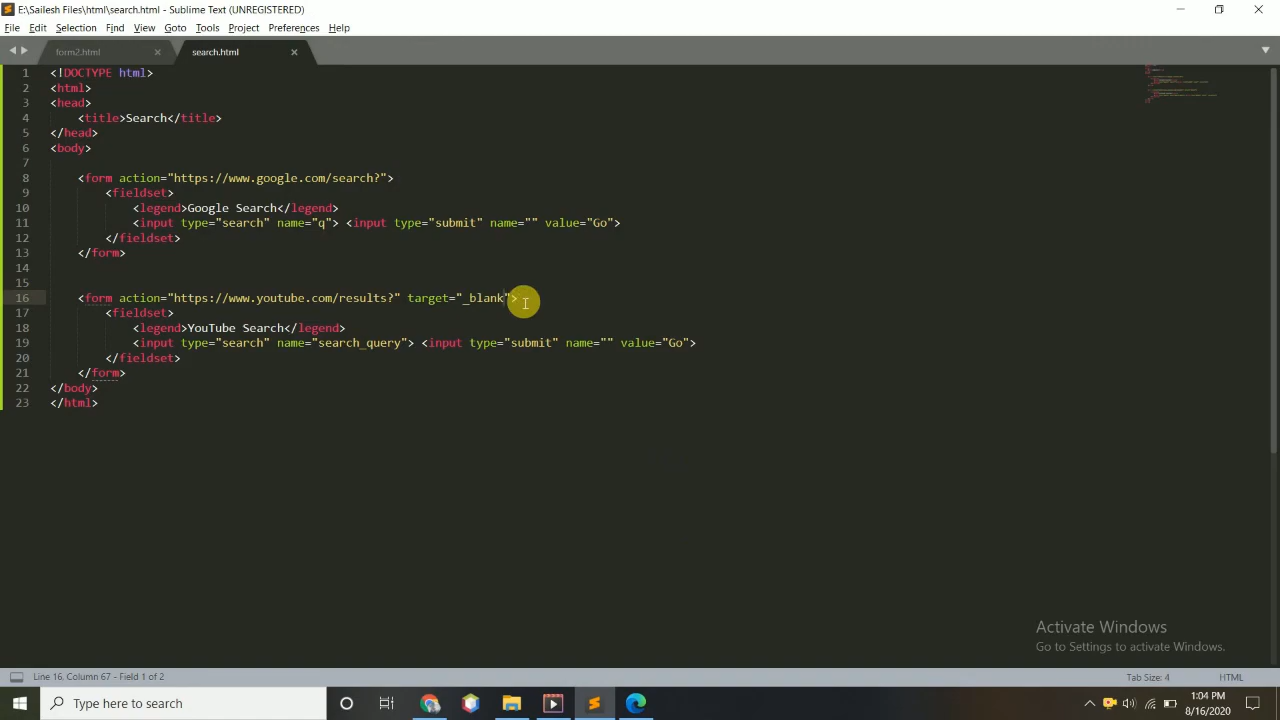 E:\Sailesh Files\html\search.html - Sublime Text (UNREGISTERED)
File Edit Selection Find View Goto Tools Project Preferences Help
form2.html search.html
1 <!DOCTYPE html>
2 <html>
3 <head>
4 <title>Search</title>
5 </head>
6 <body>
7
8 <form action="https://www.google.com/search?">
9 <fieldset>
10 <legend>Google Search</legend>
11 <input type="search" name="q"> <input type="submit" name="" value="Go">
12 </fieldset>
13 </form>
14
15
16 <form action="https://www.youtube.com/results?" target="_blank">
17 <fieldset>
18 <legend>YouTube Search</legend>
19 <input type="search" name="search_query"> <input type="submit" name="" value="Go">
20 </fieldset>
21 </form>
22 </body>
23 </html>
Activate Windows
Go to Settings to activate Windows.
Line 16, Column 67 - Field 1 of 2 Tab Size: 4 HTML
Type here to search
1:04 PM
8/16/2020